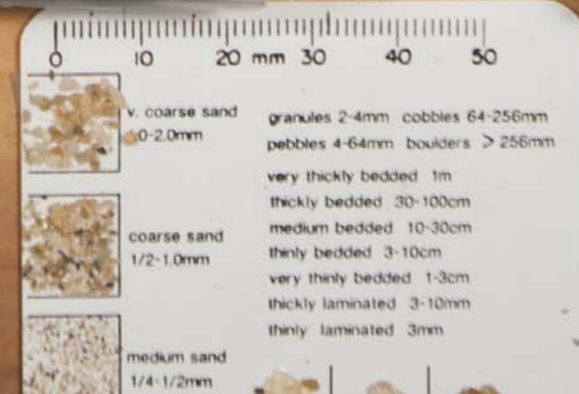 0 10 20 mm 30 40 50
v. coarse sand
.0-2.0mm
granules 2-4mm cobbles 64-256mm
pebbles 4-64mm boulders > 256mm
very thickly bedded 1m
thickly bedded 30-100cm
medium bedded 10-30cm
thinly bedded 3-10cm
very thinly bedded 1-3cm
thickly laminated 3-10mm
thinly laminated 3mm
coarse sand
1/2-1.0mm
medium sand
1/4-1/2mm